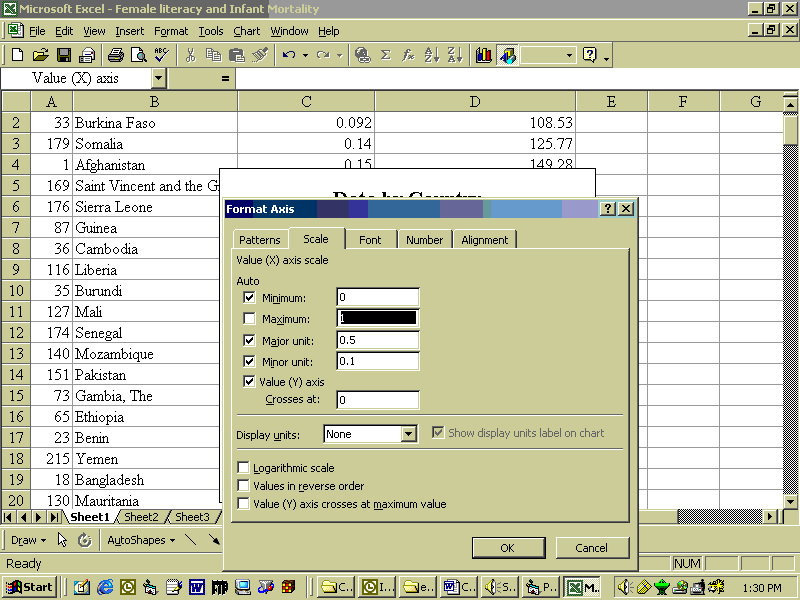 Microsoft Excel - Female literacy and Infant Mortality
File Edit View Insert Format Tools Chart Window Help
Value (X) axis =
A B C D E F G
2 33 Burkina Faso 0.092 108.53
3 179 Somalia 0.14 125.77
4 1 Afghanistan 0.15 149.28
5 169 Saint Vincent and the G
6 176 Sierra Leone
7 87 Guinea
8 36 Cambodia
9 116 Liberia
10 35 Burundi
11 127 Mali
12 174 Senegal
13 140 Mozambique
14 151 Pakistan
15 73 Gambia, The
16 65 Ethiopia
17 23 Benin
18 215 Yemen
19 18 Bangladesh
20 130 Mauritania
Data by Country
Format Axis
Patterns Scale Font Number Alignment
Value (X) axis scale
Auto
Minimum: 0
Maximum: 1
Major unit: 0.5
Minor unit: 0.1
Value (Y) axis
Crosses at: 0
Display units: None Show display units label on chart
Logarithmic scale
Values in reverse order
Value (Y) axis crosses at maximum value
OK Cancel
Sheet1 Sheet2 Sheet3
Draw AutoShapes
Ready NUM
Start C... I... e... C... S... P... M... 1:30 PM